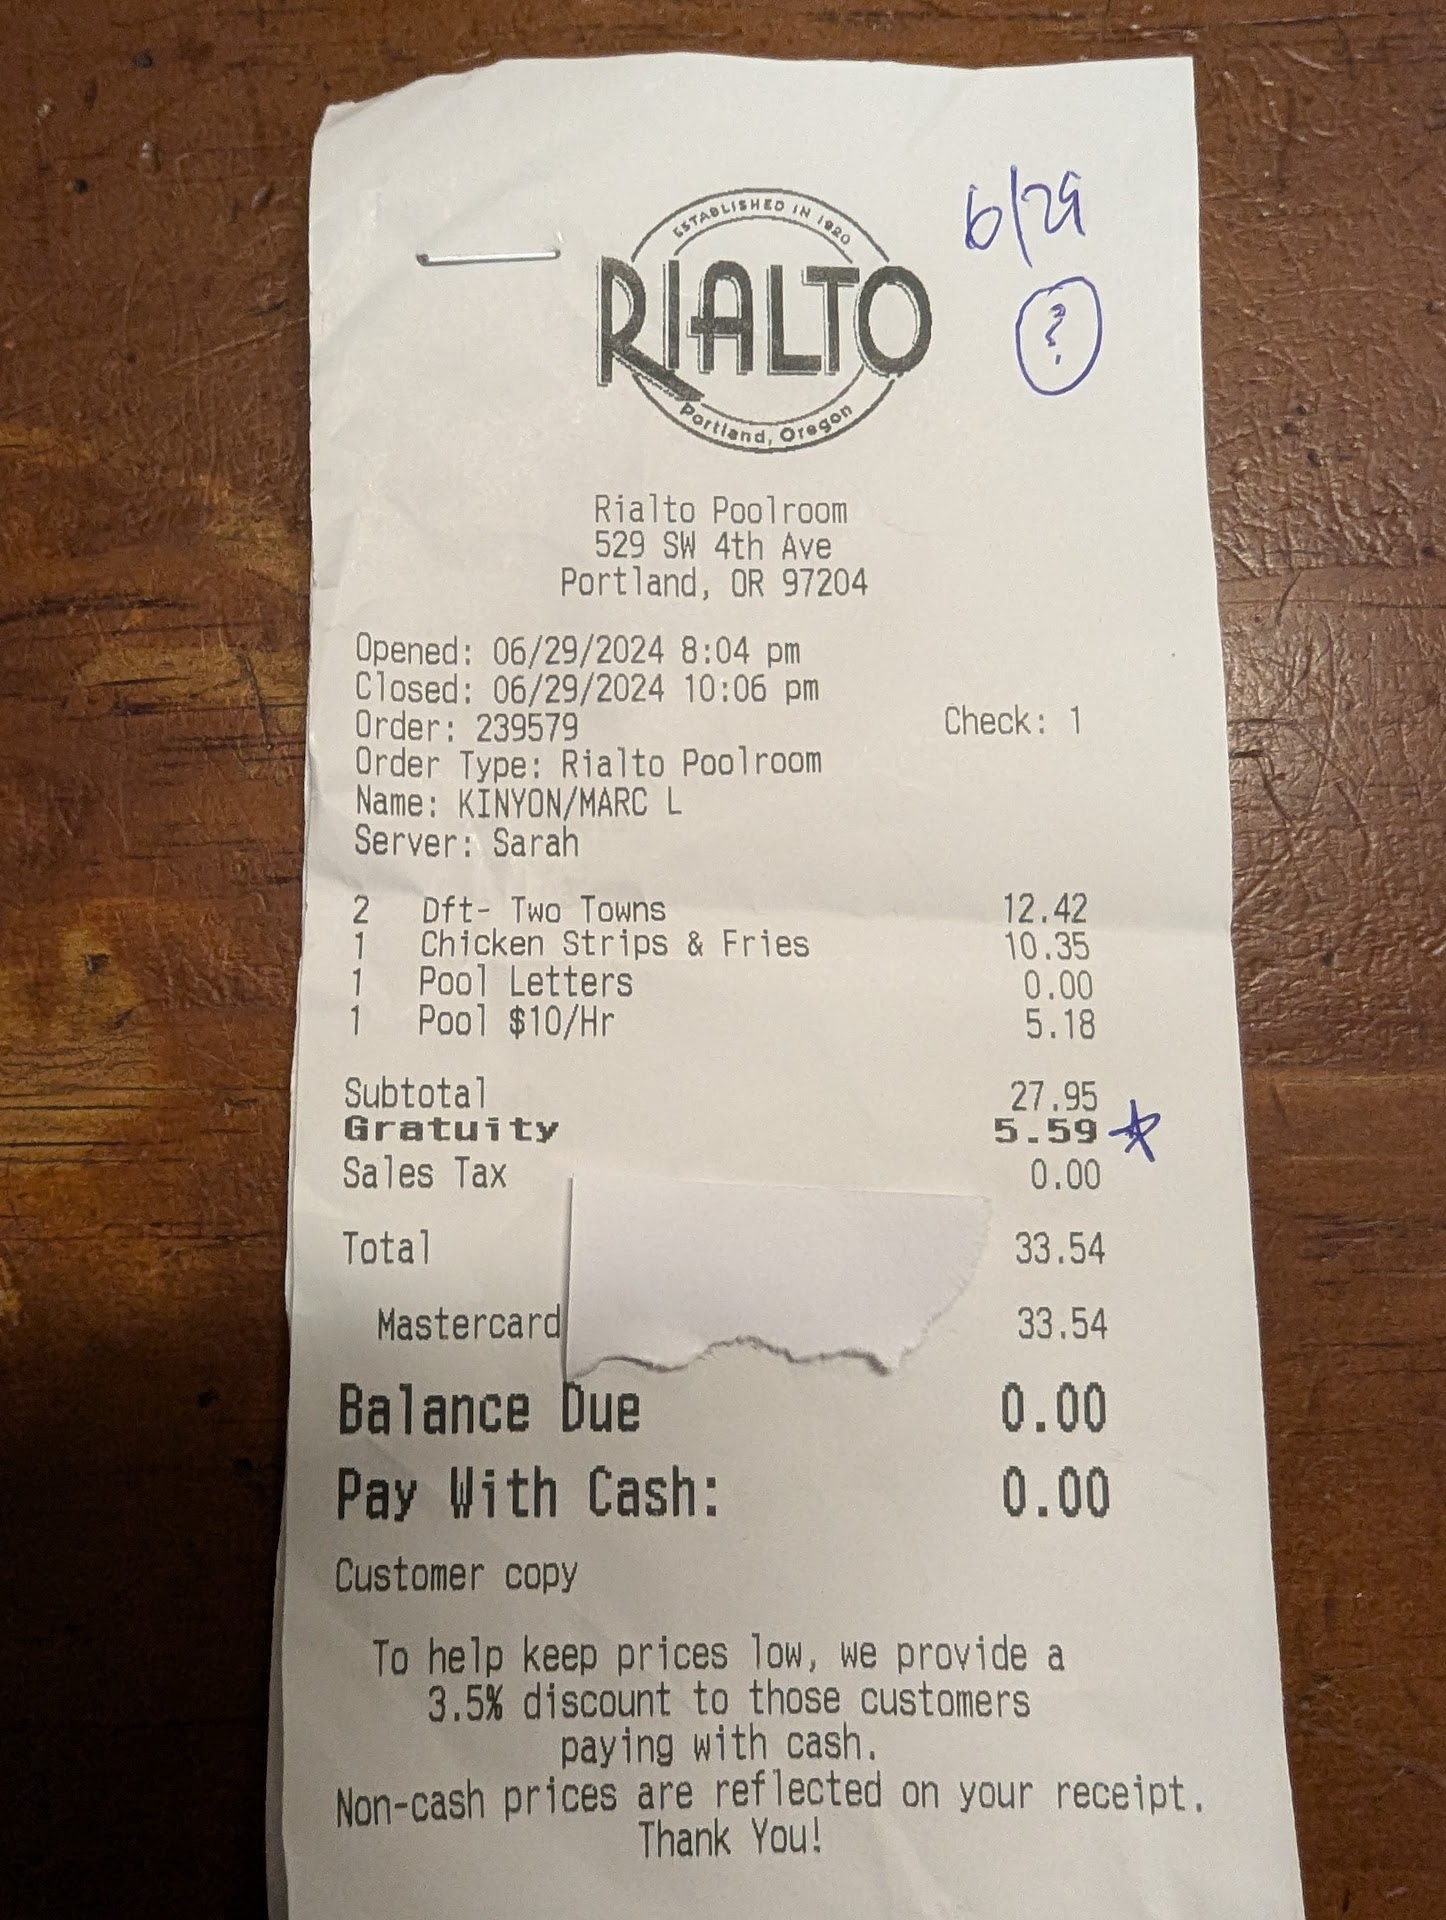 6/29
?
ESTABLISHED IN 1920
RIALTO
Portland, Oregon
Rialto Poolroom
529 SW 4th Ave
Portland, OR 97204
Opened: 06/29/2024 8:04 pm
Closed: 06/29/2024 10:06 pm
Order: 239579 Check: 1
Order Type: Rialto Poolroom
Name: KINYON/MARC L
Server: Sarah
2 Dft- Two Towns 12.42
1 Chicken Strips & Fries 10.35
1 Pool Letters 0.00
1 Pool $10/Hr 5.18
Subtotal 27.95
Gratuity 5.59
Sales Tax 0.00
Total 33.54
Mastercard 33.54
Balance Due 0.00
Pay With Cash: 0.00
Customer copy
To help keep prices low, we provide a
3.5% discount to those customers
paying with cash.
Non-cash prices are reflected on your receipt.
Thank You!